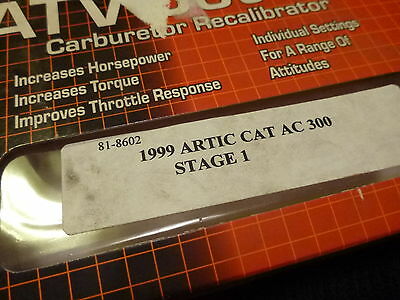 ATV
Carburetor Recalibrator
Increases Horsepower
Increases Torque
Improves Throttle Response
Individual Settings
For A Range Of
Attitudes
81-8602
1999 ARTIC CAT AC 300
STAGE 1